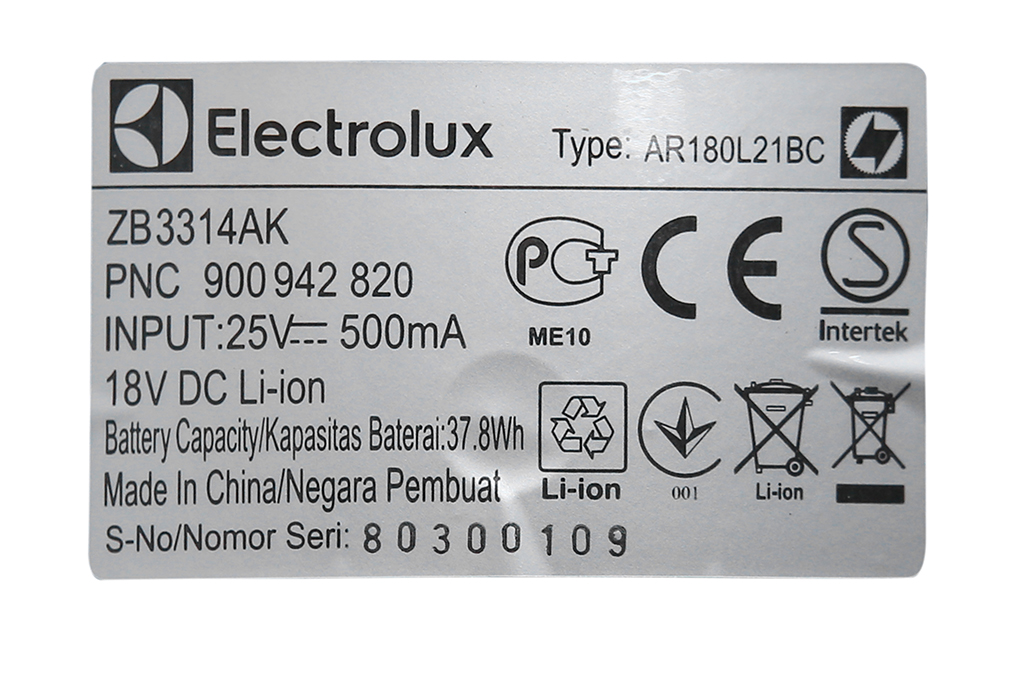 Electrolux Type: AR180L21BC
ZB3314AK
PNC 900 942 820
INPUT:25V⎓ 500mA
18V DC Li-ion
Battery Capacity/Kapasitas Baterai:37.8Wh
Made In China/Negara Pembuat
S-No/Nomor Seri: 80300109
PCT CE S
ME10 Intertek
Li-ion 001 Li-ion